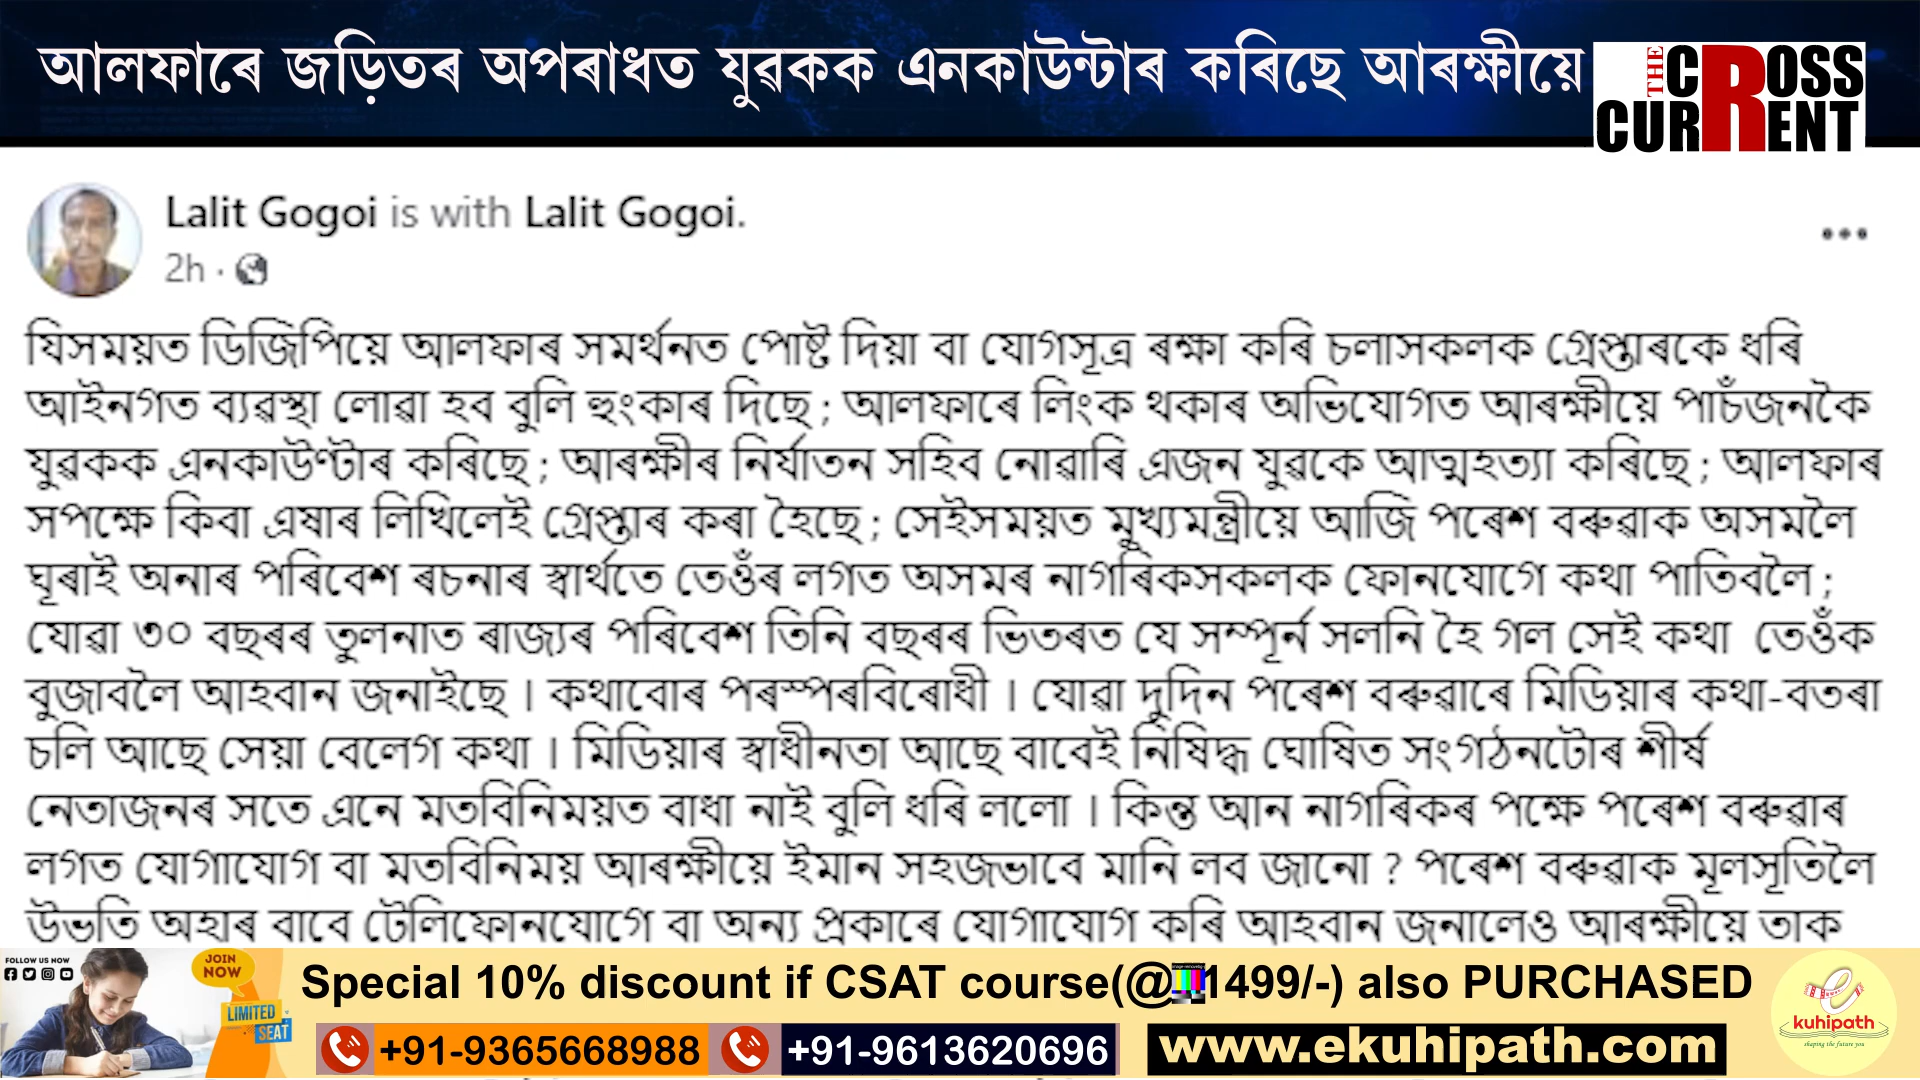 আলফাৰে জড়িতৰ অপৰাধত যুৱকক এনকাউন্টাৰ কৰিছে আৰক্ষীয়ে
THE CROSS
CURRENT
Lalit Gogoi is with Lalit Gogoi.
2h ·
যিসময়ত ডিজিপিয়ে আলফাৰ সমৰ্থনত পোষ্ট দিয়া বা যোগসূত্ৰ ৰক্ষা কৰি চলাসকলক গ্ৰেপ্তাৰকে ধৰি
আইনগত ব্যৱস্থা লোৱা হব বুলি হুংকাৰ দিছে ; আলফাৰে লিংক থকাৰ অভিযোগত আৰক্ষীয়ে পাচঁজনকৈ
যুৱকক এনকাউণ্টাৰ কৰিছে ; আৰক্ষীৰ নিৰ্যাতন সহিব নোৱাৰি এজন যুৱকে আত্মহত্যা কৰিছে ; আলফাৰ
সপক্ষে কিবা এষাৰ লিখিলেই গ্ৰেপ্তাৰ কৰা হৈছে ; সেইসময়ত মুখ্যমন্ত্ৰীয়ে আজি পৰেশ বৰুৱাক অসমলৈ
ঘূৰাই অনাৰ পৰিবেশ ৰচনাৰ স্বাৰ্থতে তেওঁৰ লগত অসমৰ নাগৰিকসকলক ফোনযোগে কথা পাতিবলৈ ;
যোৱা ৩০ বছৰৰ তুলনাত ৰাজ্যৰ পৰিবেশ তিনি বছৰৰ ভিতৰত যে সম্পূৰ্ন সলনি হৈ গল সেই কথা তেওঁক
বুজাবলৈ আহবান জনাইছে । কথাবোৰ পৰস্পৰবিৰোধী । যোৱা দুদিন পৰেশ বৰুৱাৰে মিডিয়াৰ কথা-বতৰা
চলি আছে সেয়া বেলেগ কথা । মিডিয়াৰ স্বাধীনতা আছে বাবেই নিষিদ্ধ ঘোষিত সংগঠনটোৰ শীৰ্ষ
নেতাজনৰ সতে এনে মতবিনিময়ত বাধা নাই বুলি ধৰি ললো । কিন্ত আন নাগৰিকৰ পক্ষে পৰেশ বৰুৱাৰ
লগত যোগাযোগ বা মতবিনিময় আৰক্ষীয়ে ইমান সহজভাবে মানি লব জানো ? পৰেশ বৰুৱাক মূলসূতিলৈ
উভতি অহাৰ বাবে টেলিফোনযোগে বা অন্য প্ৰকাৰে যোগাযোগ কৰি আহবান জনালেও আৰক্ষীয়ে তাক
FOLLOW US NOW
JOIN NOW
LIMITED SEAT
Special 10% discount if CSAT course(@ 1499/-) also PURCHASED
+91-9365668988 +91-9613620696 www.ekuhipath.com
e
kuhipath
shaping the future you